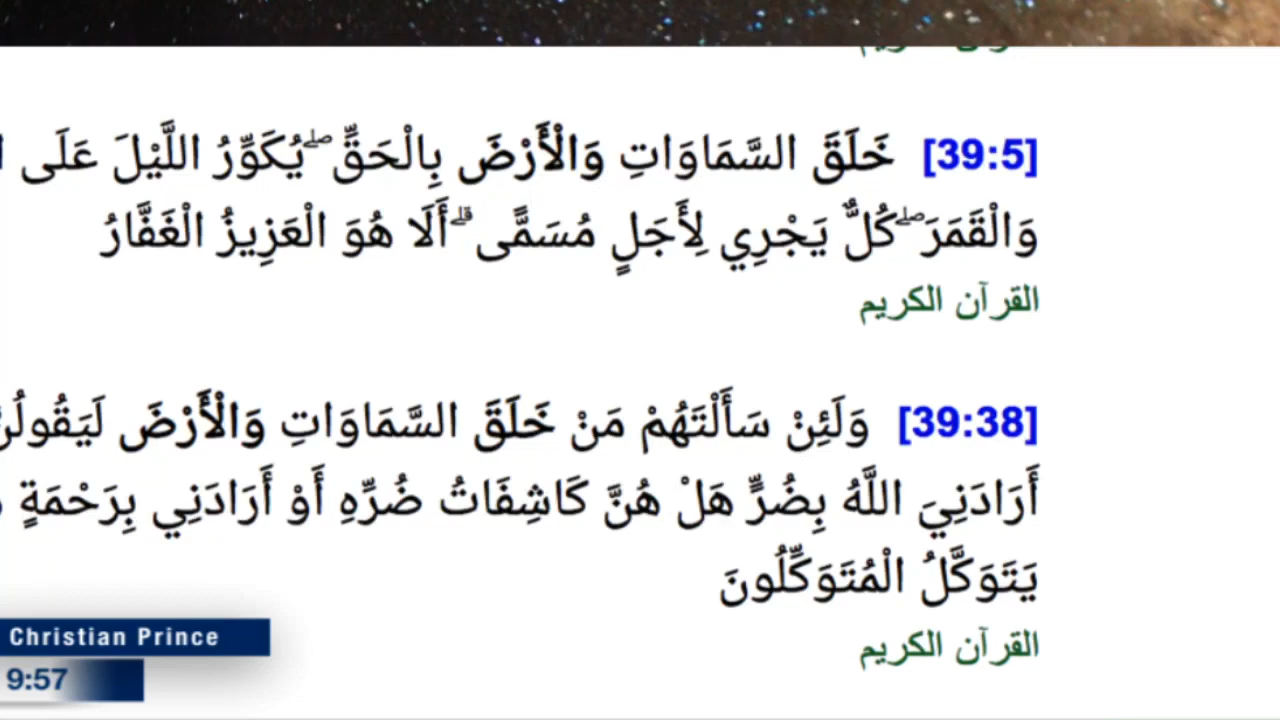 [39:5] خَلَقَ السَّمَاوَاتِ وَالْأَرْضَ بِالْحَقِّ ۖ يُكَوِّرُ اللَّيْلَ عَلَى
وَالْقَمَرَ ۖ كُلٌّ يَجْرِي لِأَجَلٍ مُسَمًّى ۗ أَلَا هُوَ الْعَزِيزُ الْغَفَّارُ
القرآن الكريم
[39:38] وَلَئِنْ سَأَلْتَهُمْ مَنْ خَلَقَ السَّمَاوَاتِ وَالْأَرْضَ
أَرَادَنِيَ اللَّهُ بِضُرٍّ هَلْ هُنَّ كَاشِفَاتُ ضُرِّهِ أَوْ أَرَادَنِي بِرَحْمَةٍ
يَتَوَكَّلُ الْمُتَوَكِّلُونَ
القرآن الكريم
Christian Prince
9:57